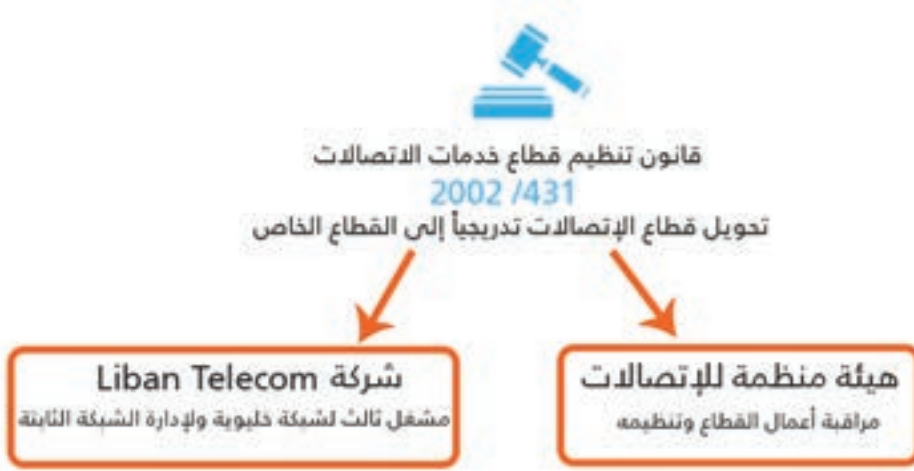 قانون تنظيم قطاع خدمات الاتصالات
2002 /431
تحويل قطاع الإتصالات تدريجياً إلى القطاع الخاص
هيئة منظمة للإتصالات
مراقبة أعمال القطاع وتنظيمه
شركة Liban Telecom
مشغل ثالث لشبكة خليوية ولإدارة الشبكة الثابتة